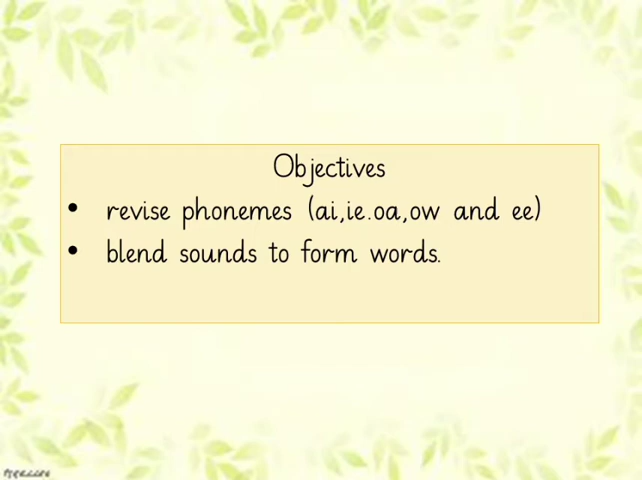 Objectives
• revise phonemes (ai,ie.oa,ow and ee)
• blend sounds to form words.